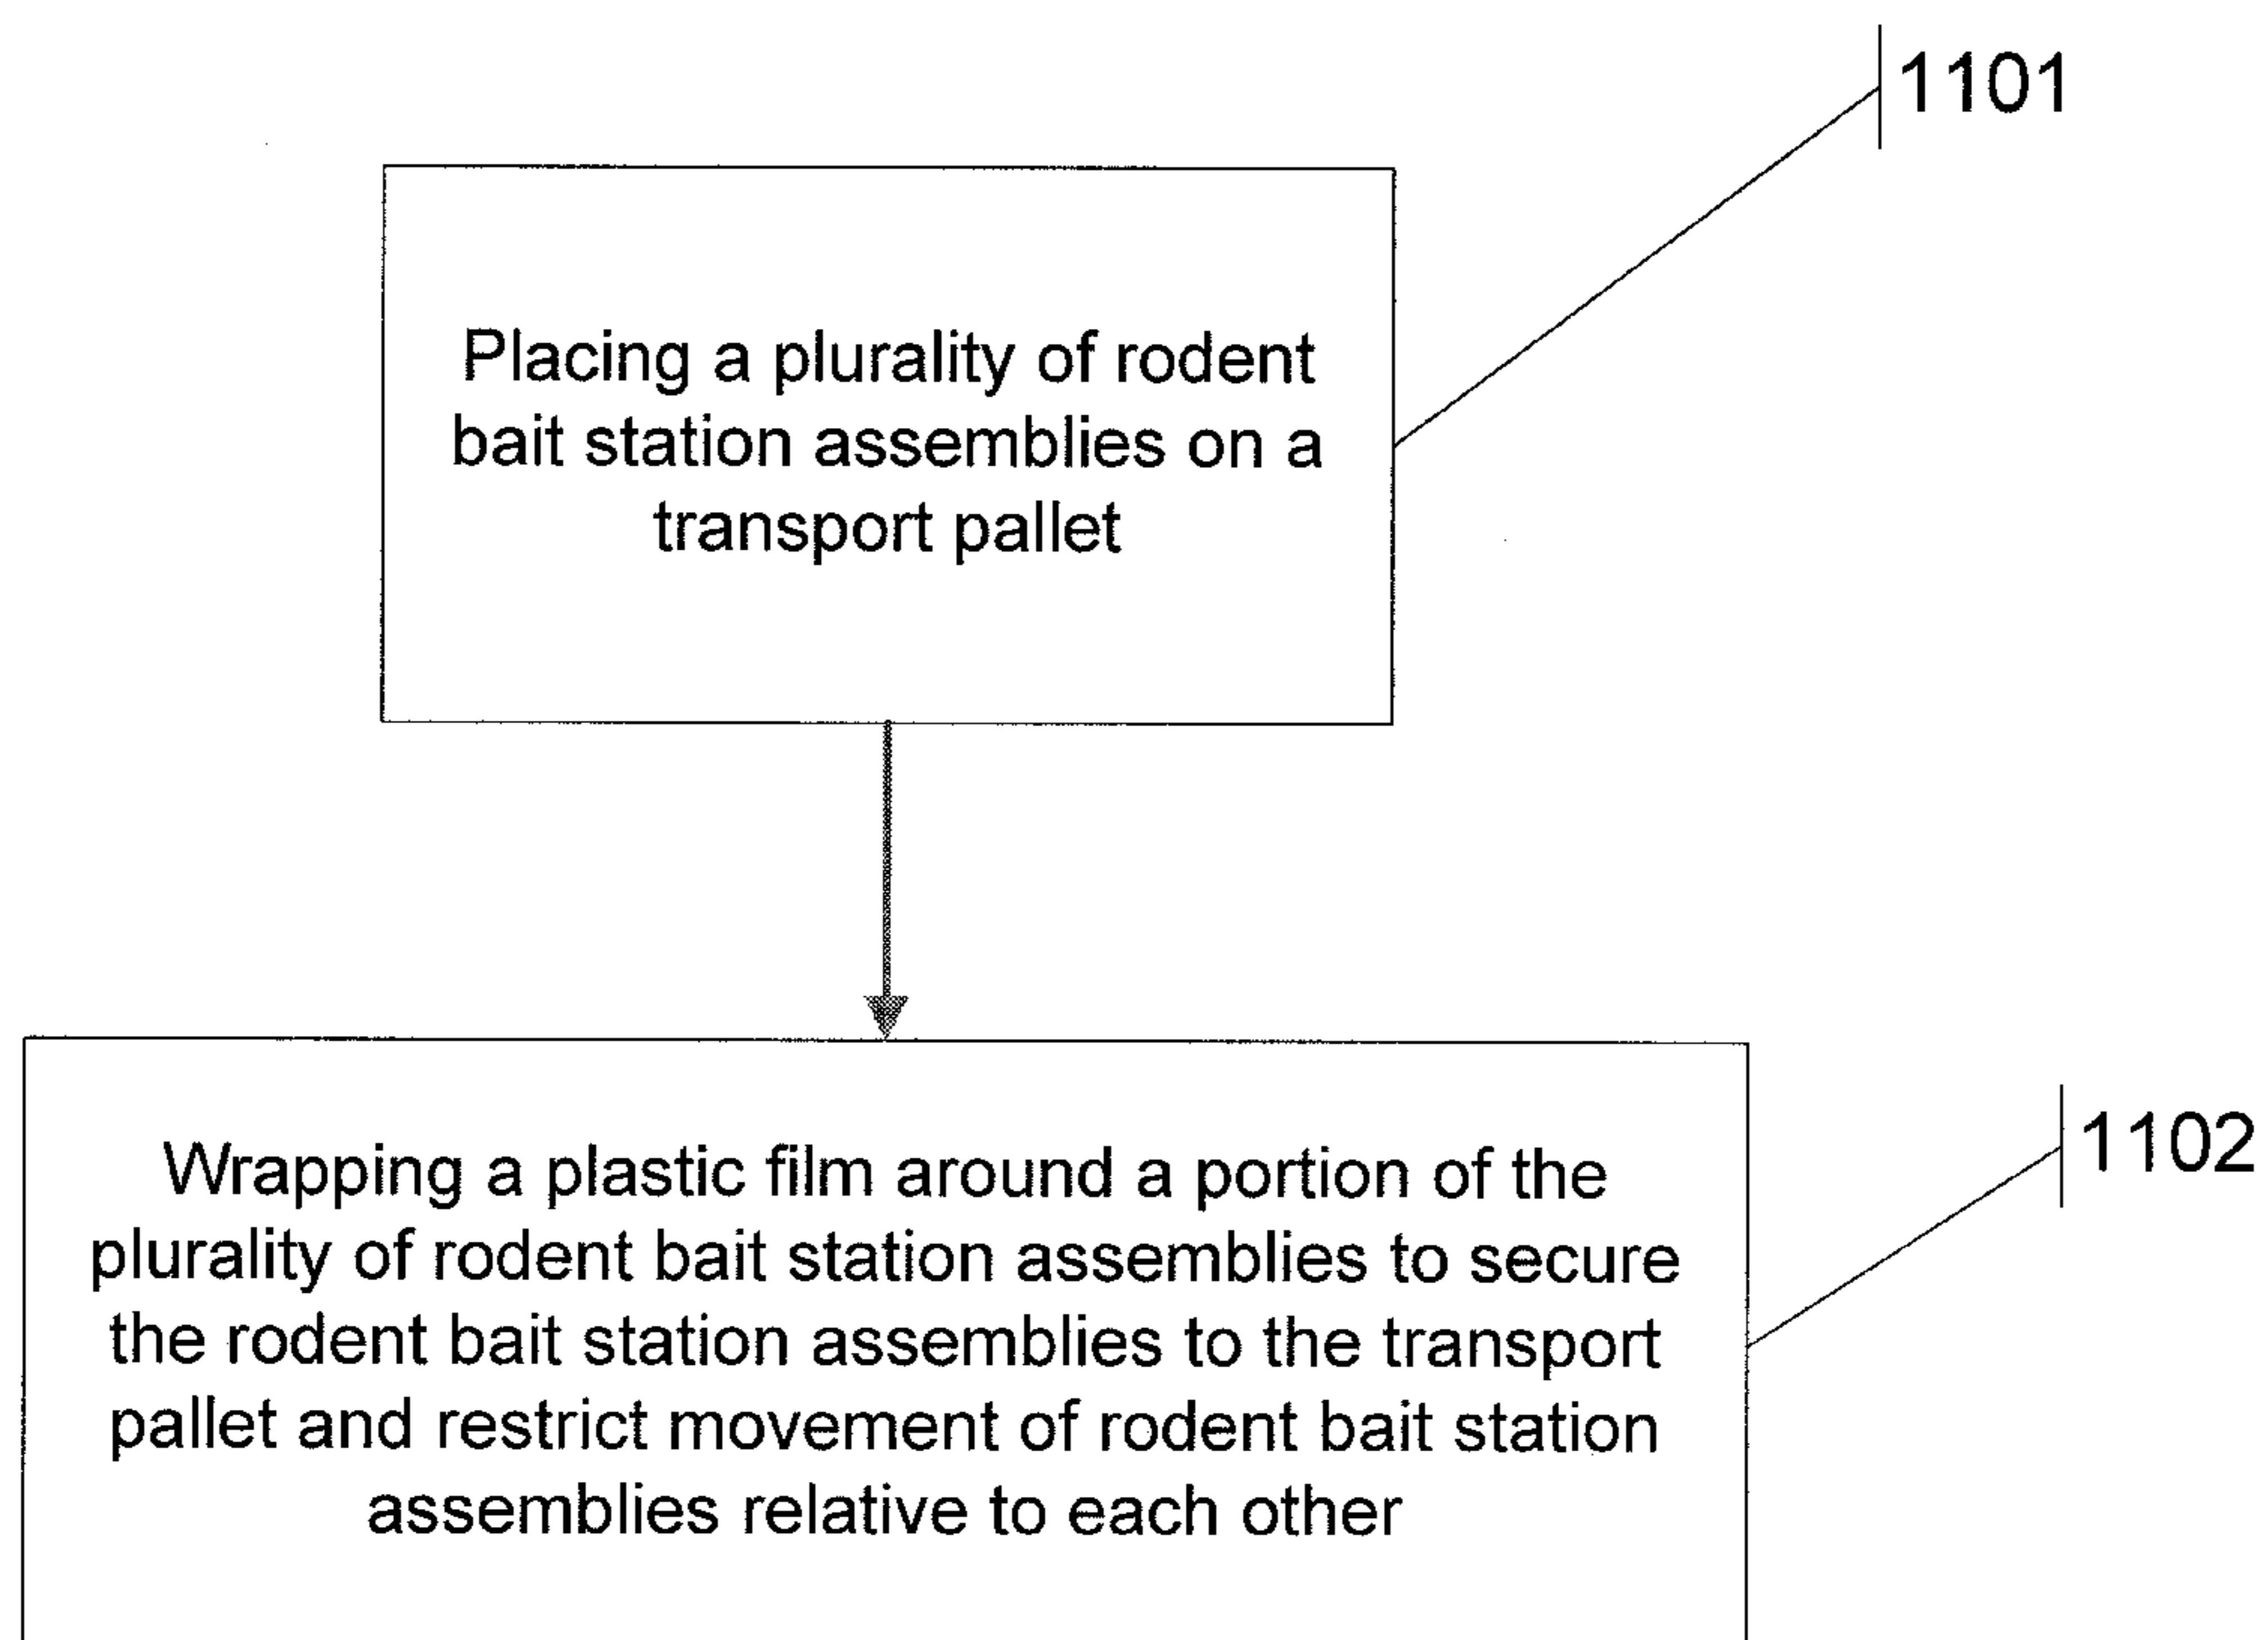 1101
Placing a plurality of rodent
bait station assemblies on a
transport pallet
1102
Wrapping a plastic film around a portion of the
plurality of rodent bait station assemblies to secure
the rodent bait station assemblies to the transport
pallet and restrict movement of rodent bait station
assemblies relative to each other